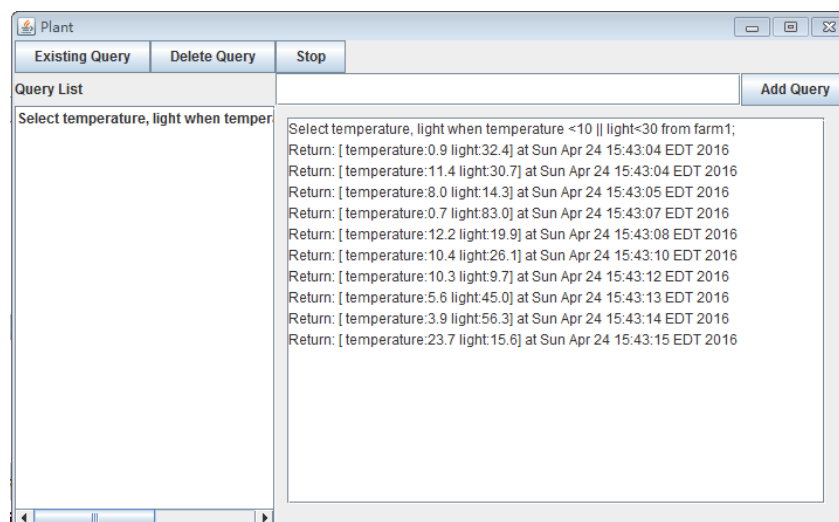 Plant
Existing Query Delete Query Stop
Query List Add Query
Select temperature, light when temper
Select temperature, light when temperature <10 || light<30 from farm1;
Return: [ temperature:0.9 light:32.4] at Sun Apr 24 15:43:04 EDT 2016
Return: [ temperature:11.4 light:30.7] at Sun Apr 24 15:43:04 EDT 2016
Return: [ temperature:8.0 light:14.3] at Sun Apr 24 15:43:05 EDT 2016
Return: [ temperature:0.7 light:83.0] at Sun Apr 24 15:43:07 EDT 2016
Return: [ temperature:12.2 light:19.9] at Sun Apr 24 15:43:08 EDT 2016
Return: [ temperature:10.4 light:26.1] at Sun Apr 24 15:43:10 EDT 2016
Return: [ temperature:10.3 light:9.7] at Sun Apr 24 15:43:12 EDT 2016
Return: [ temperature:5.6 light:45.0] at Sun Apr 24 15:43:13 EDT 2016
Return: [ temperature:3.9 light:56.3] at Sun Apr 24 15:43:14 EDT 2016
Return: [ temperature:23.7 light:15.6] at Sun Apr 24 15:43:15 EDT 2016